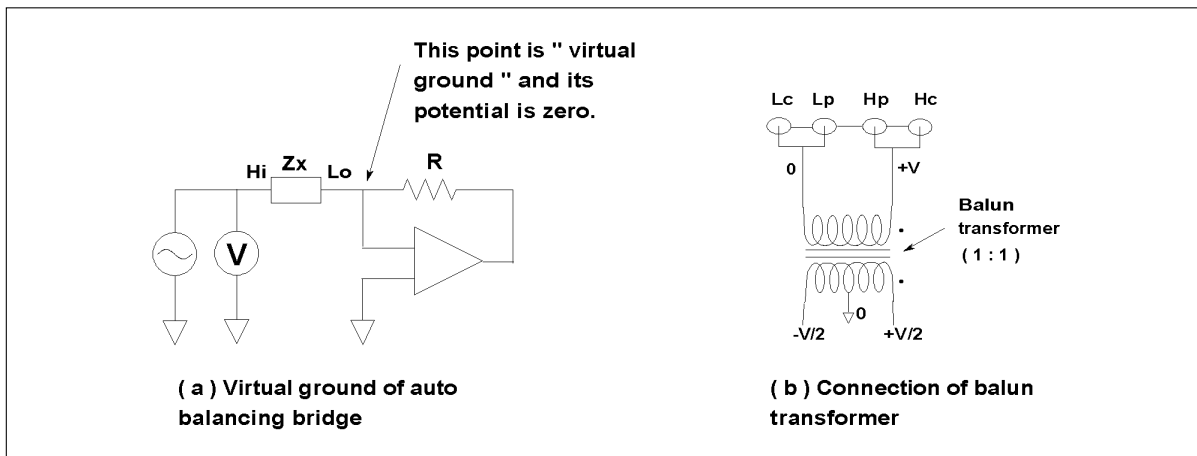 This point is " virtual
ground " and its
potential is zero.
Hi
Zx
Lo
R
V
( a ) Virtual ground of auto
balancing bridge
Lc
Lp
Hp
Hc
0
+V
Balun
transformer
( 1 : 1 )
0
-V/2
+V/2
( b ) Connection of balun
transformer